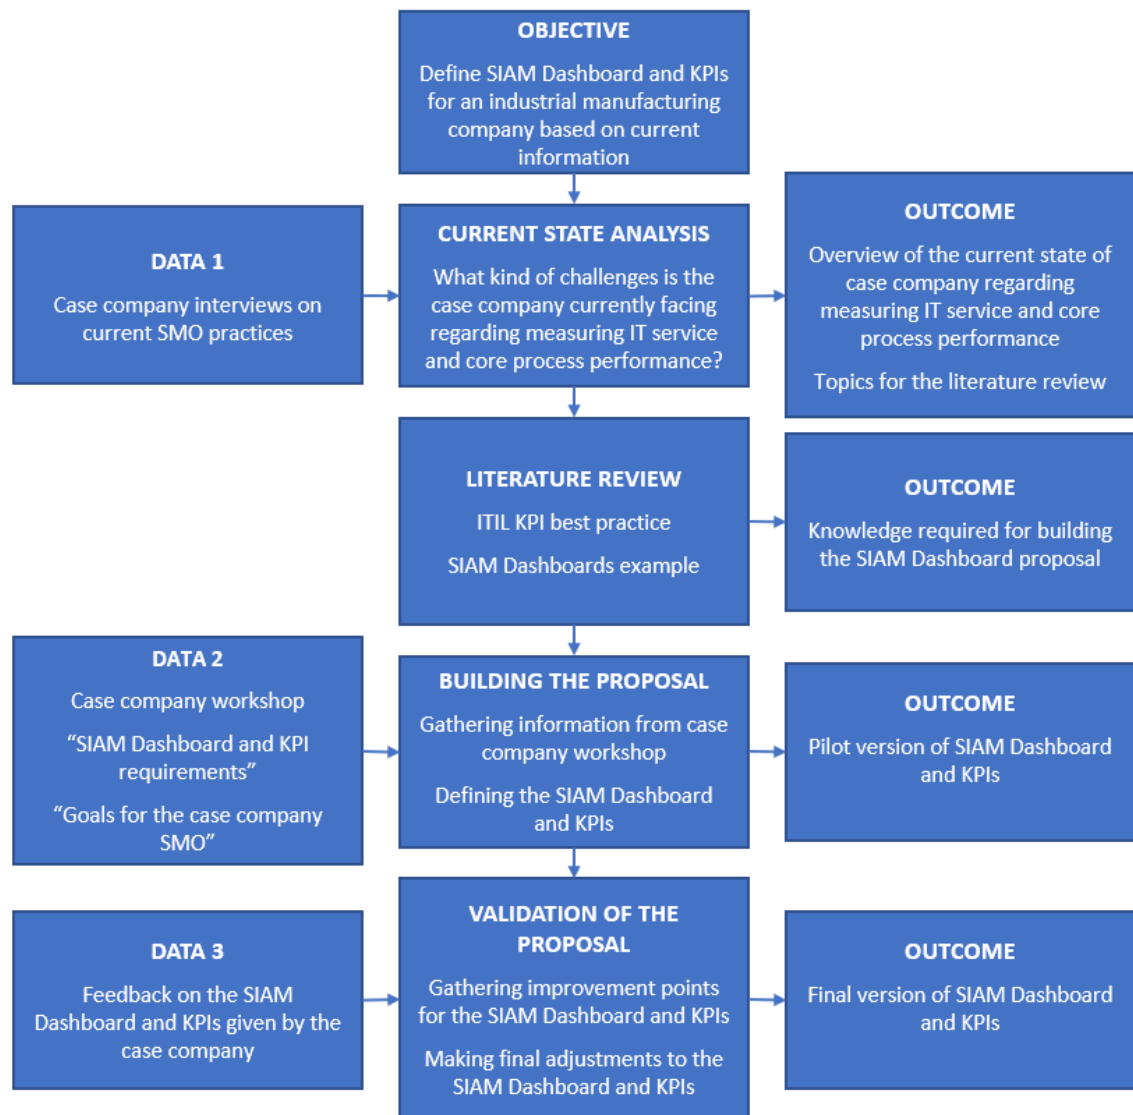 OBJECTIVE
Define SIAM Dashboard and KPIs
for an industrial manufacturing
company based on current
information
DATA 1
Case company interviews on
current SMO practices
CURRENT STATE ANALYSIS
What kind of challenges is the
case company currently facing
regarding measuring IT service
and core process performance?
OUTCOME
Overview of the current state of
case company regarding
measuring IT service and core
process performance
Topics for the literature review
LITERATURE REVIEW
ITIL KPI best practice
SIAM Dashboards example
OUTCOME
Knowledge required for building
the SIAM Dashboard proposal
DATA 2
Case company workshop
“SIAM Dashboard and KPI
requirements”
“Goals for the case company
SMO”
BUILDING THE PROPOSAL
Gathering information from case
company workshop
Defining the SIAM Dashboard
and KPIs
OUTCOME
Pilot version of SIAM Dashboard
and KPIs
DATA 3
Feedback on the SIAM
Dashboard and KPIs given by the
case company
VALIDATION OF THE
PROPOSAL
Gathering improvement points
for the SIAM Dashboard and KPIs
Making final adjustments to the
SIAM Dashboard and KPIs
OUTCOME
Final version of SIAM Dashboard
and KPIs